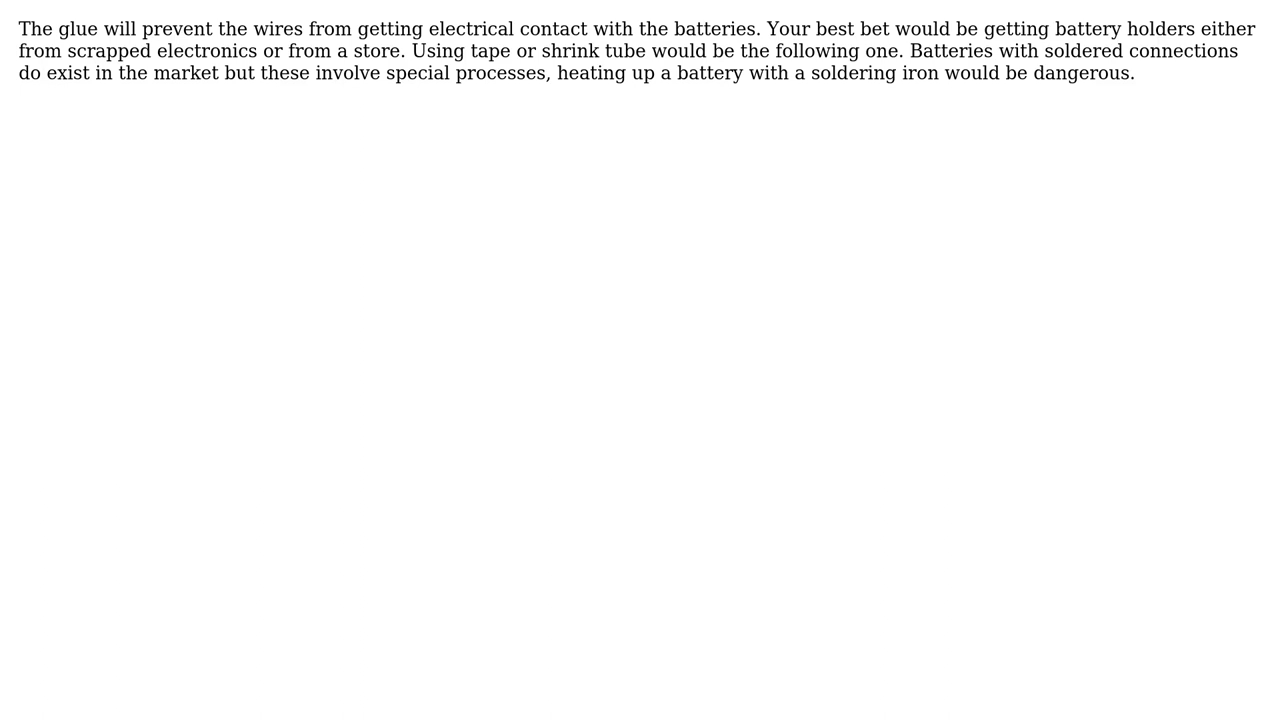 The glue will prevent the wires from getting electrical contact with the batteries. Your best bet would be getting battery holders either
from scrapped electronics or from a store. Using tape or shrink tube would be the following one. Batteries with soldered connections
do exist in the market but these involve special processes, heating up a battery with a soldering iron would be dangerous.